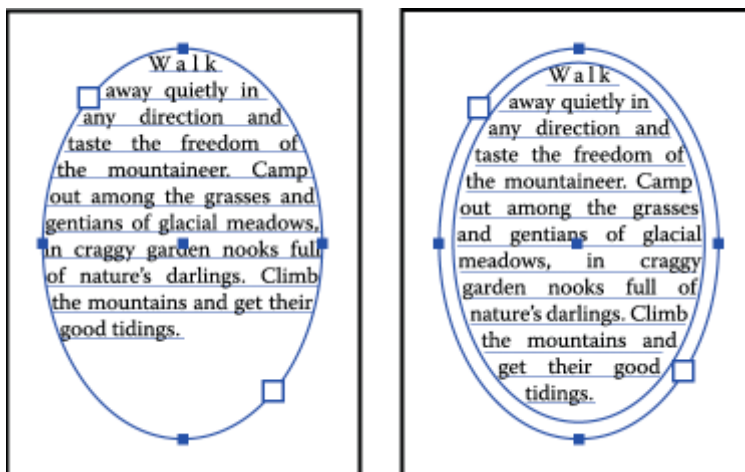 Walk
away quietly in
any direction and
taste the freedom of
the mountaineer. Camp
out among the grasses and
gentians of glacial meadows,
in craggy garden nooks full
of nature's darlings. Climb
the mountains and get their
good tidings.
Walk
away quietly in
any direction and
taste the freedom of
the mountaineer. Camp
out among the grasses
and gentians of glacial
meadows, in craggy
garden nooks full of
nature's darlings. Climb
the mountains and
get their good
tidings.